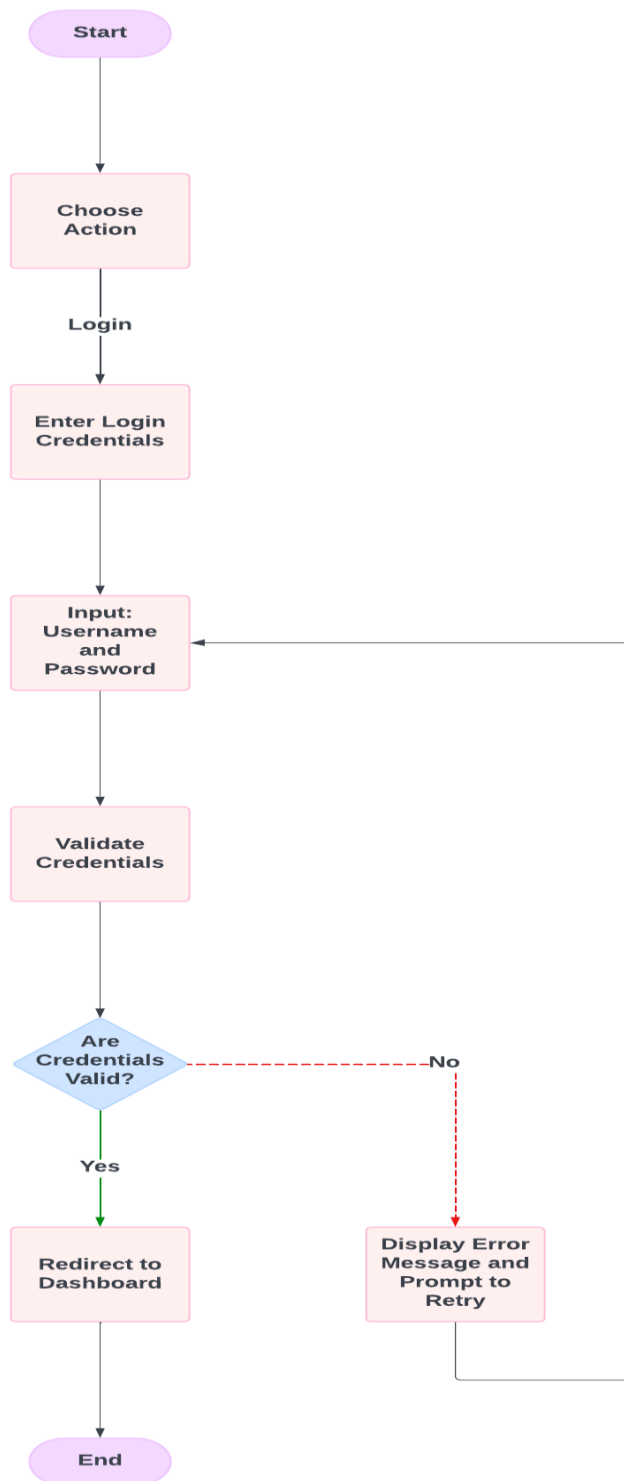 Start
Choose
Action
Login
Enter Login
Credentials
Input:
Username
and
Password
Validate
Credentials
Are
Credentials
Valid?
No
Yes
Redirect to
Dashboard
Display Error
Message and
Prompt to
Retry
End